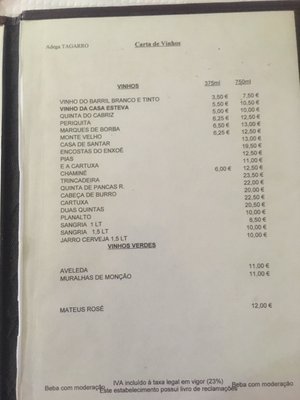 Adega TAGARRO Carta de Vinhos
VINHOS 375ml 750ml
VINHO DO BARRIL BRANCO E TINTO 3,50 € 7,50 €
VINHO DA CASA ESTEVA 5,50 € 10,50 €
QUINTA DO CABRIZ 5,00 € 10,00 €
PERIQUITA 6,25 € 12,50 €
MARQUES DE BORBA 6,50 € 13,00 €
MONTE VELHO 6,25 € 12,50 €
CASA DE SANTAR 13,00 €
ENCOSTAS DO ENXOÉ 19,50 €
PIAS 12,50 €
E A CARTUXA 11,00 €
CHAMINÉ 6,00 € 12,50 €
TRINCADEIRA 23,50 €
QUINTA DE PANCAS R. 22,00 €
CABEÇA DE BURRO 20,00 €
CARTUXA 22,50 €
DUAS QUINTAS 20,50 €
PLANALTO 10,00 €
SANGRIA 1 LT 8,50 €
SANGRIA 1,5 LT 10,00 €
JARRO CERVEJA 1,5 LT 10,00 €
VINHOS VERDES
AVELEDA 11,00 €
MURALHAS DE MONÇÃO 11,00 €
MATEUS ROSÉ 12,00 €
IVA incluído à taxa legal em vigor (23%)
Beba com moderação Este estabelecimento possui livro de reclamações Beba com moderação